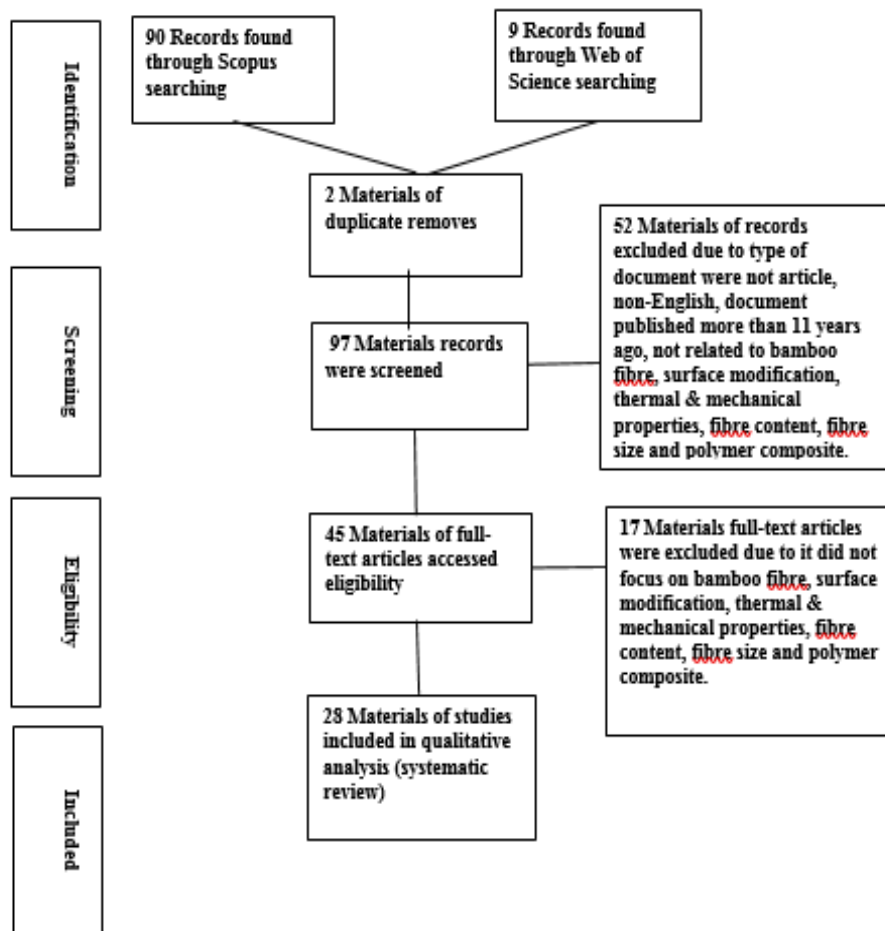 Identification
90 Records found
through Scopus
searching
9 Records found
through Web of
Science searching
2 Materials of
duplicate removes
Screening
97 Materials records
were screened
52 Materials of records
excluded due to type of
document were not article,
non-English, document
published more than 11 years
ago, not related to bamboo
fibre, surface modification,
thermal & mechanical
properties, fibre content, fibre
size and polymer composite.
Eligibility
45 Materials of full-
text articles accessed
eligibility
17 Materials full-text articles
were excluded due to it did not
focus on bamboo fibre, surface
modification, thermal &
mechanical properties, fibre
content, fibre size and polymer
composite.
Included
28 Materials of studies
included in qualitative
analysis (systematic
review)